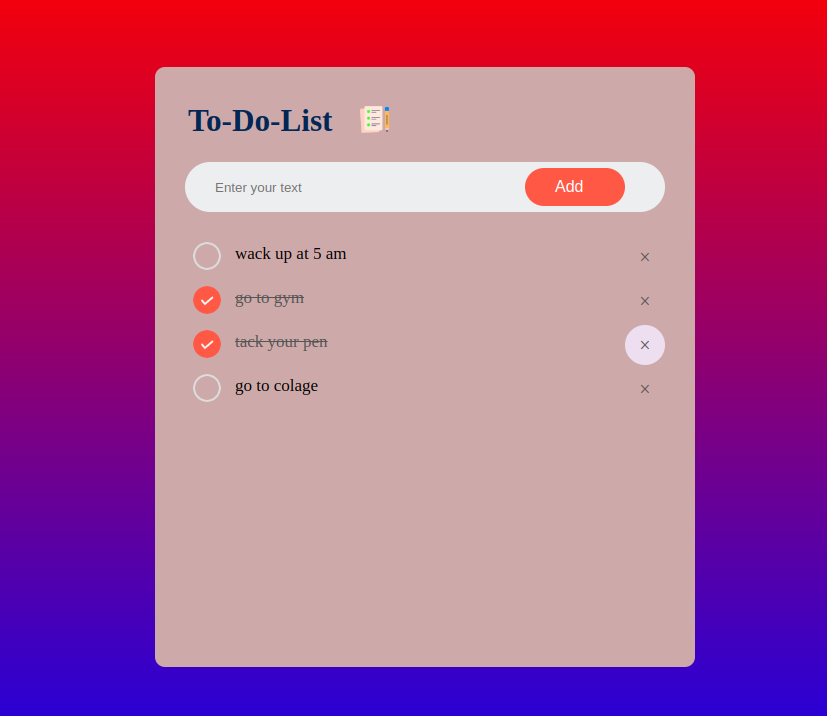 To-Do-List
Enter your text
Add
wack up at 5 am
×
go to gym
×
tack your pen
×
go to colage
×